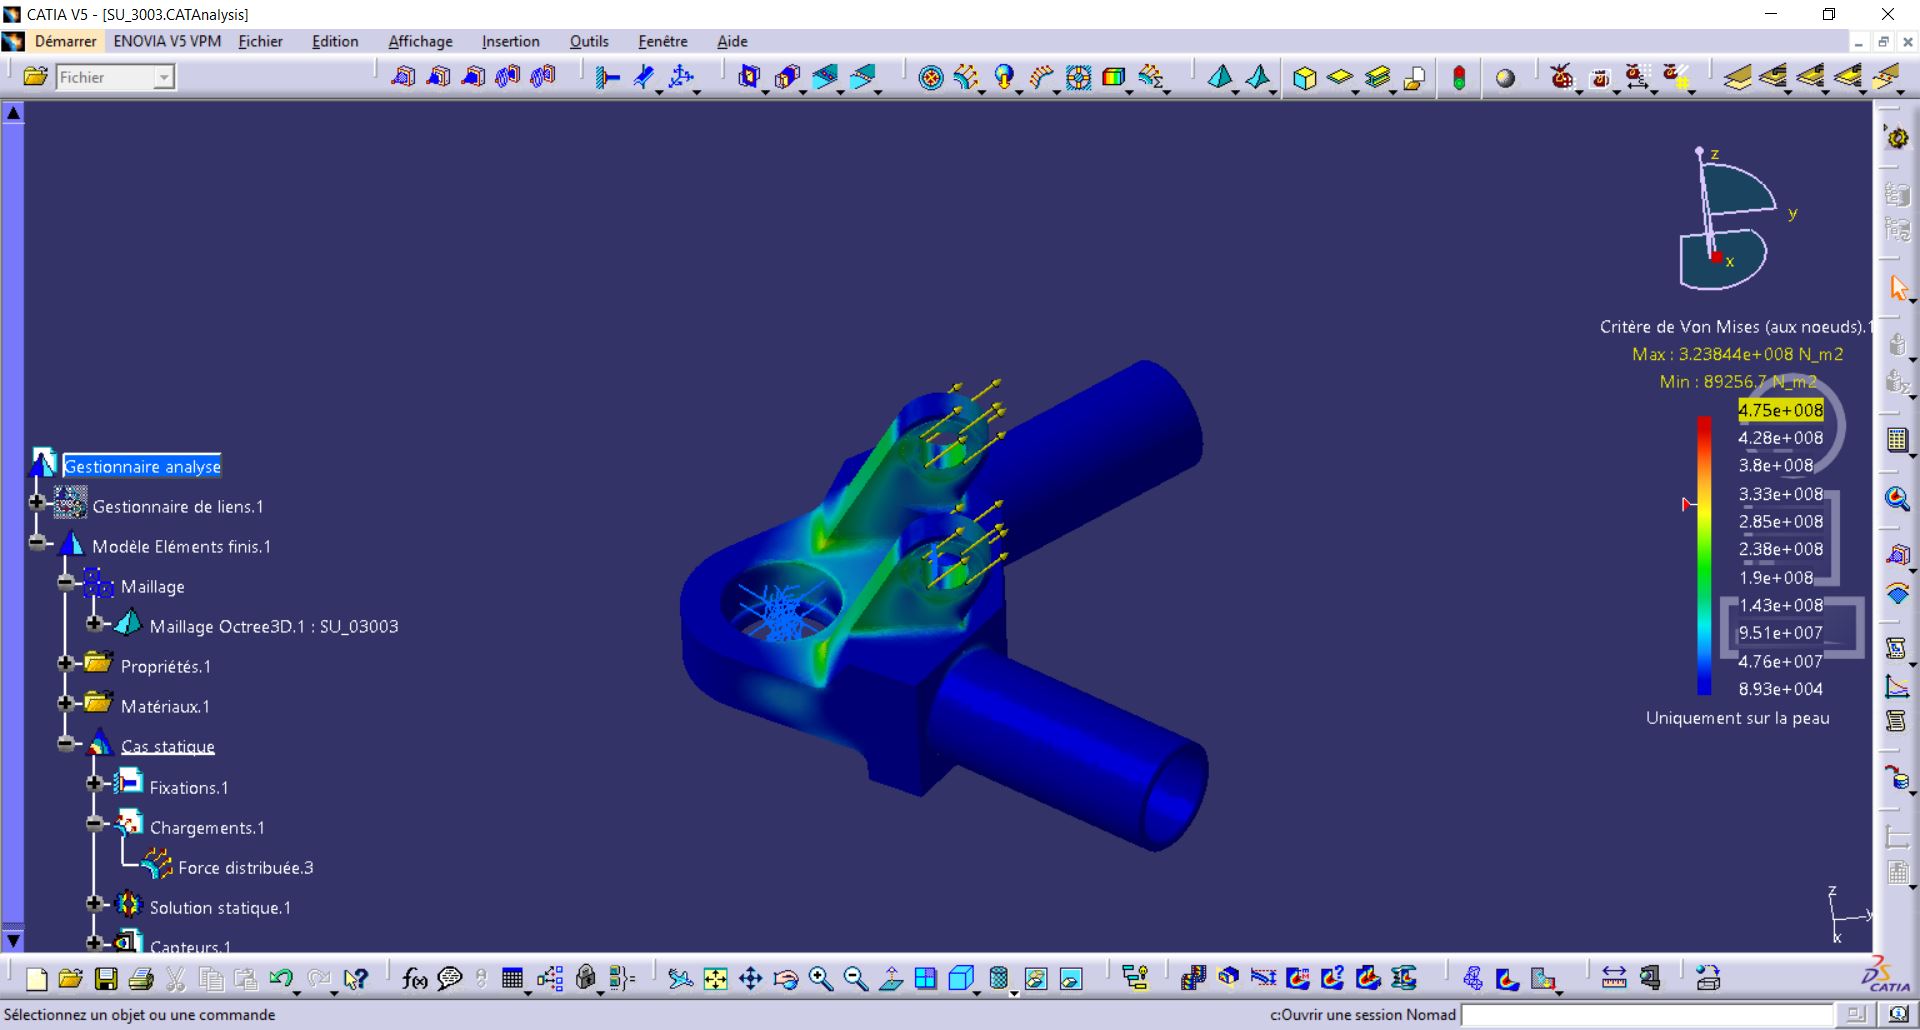 CATIA V5 - [SU_3003.CATAnalysis]
Démarrer ENOVIA V5 VPM Fichier Edition Affichage Insertion Outils Fenêtre Aide
Fichier
z
y
x
Critère de Von Mises (aux noeuds).1
Max : 3.23844e+008 N_m2
Min : 89256.7 N_m2
4.75e+008
4.28e+008
3.8e+008
3.33e+008
2.85e+008
2.38e+008
1.9e+008
1.43e+008
9.51e+007
4.76e+007
8.93e+004
Uniquement sur la peau
Gestionnaire analyse
Gestionnaire de liens.1
Modèle Eléments finis.1
Maillage
Maillage Octree3D.1 : SU_03003
Propriétés.1
Matériaux.1
Cas statique
Fixations.1
Chargements.1
Force distribuée.3
Solution statique.1
Capteurs.1
z
y
x
f(x)
CATIA
Sélectionnez un objet ou une commande
c:Ouvrir une session Nomad